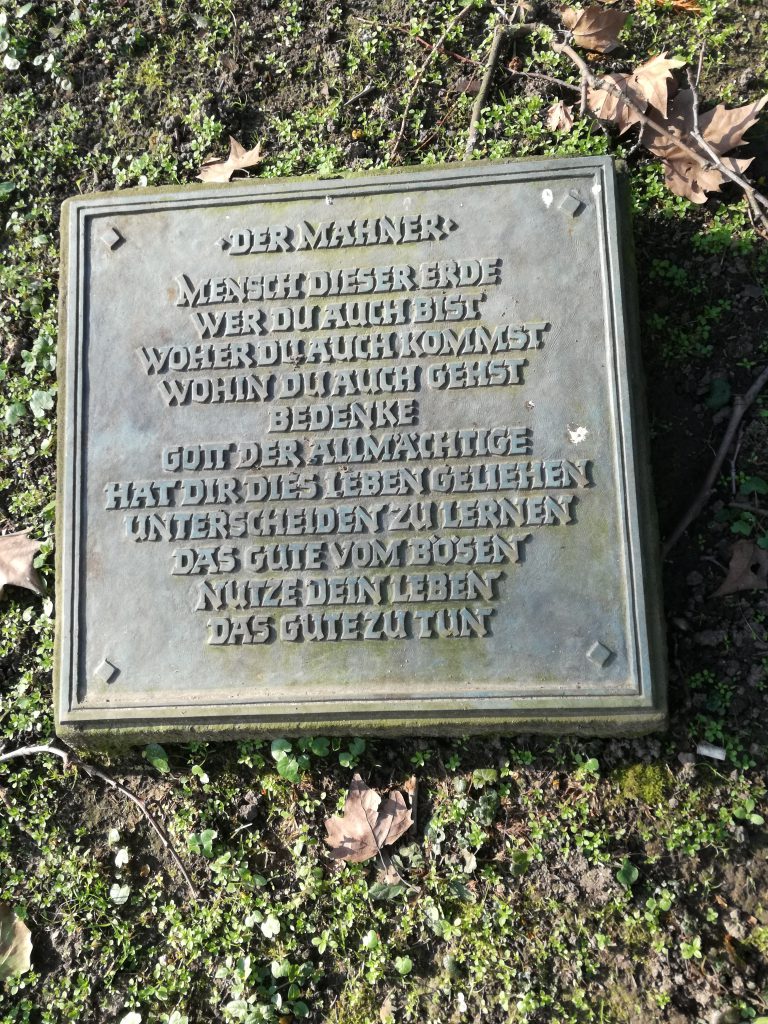 ·DER MAHNER·
MENSCH DIESER ERDE
WER DU AUCH BIST
WOHER DU AUCH KOMMST
WOHIN DU AUCH GEHST
BEDENKE
GOTT DER ALLMÄCHTIGE
HAT DIR DIES LEBEN GELIEHEN
UNTERSCHEIDEN ZU LERNEN
DAS GUTE VOM BÖSEN
NUTZE DEIN LEBEN
DAS GUTE ZU TUN